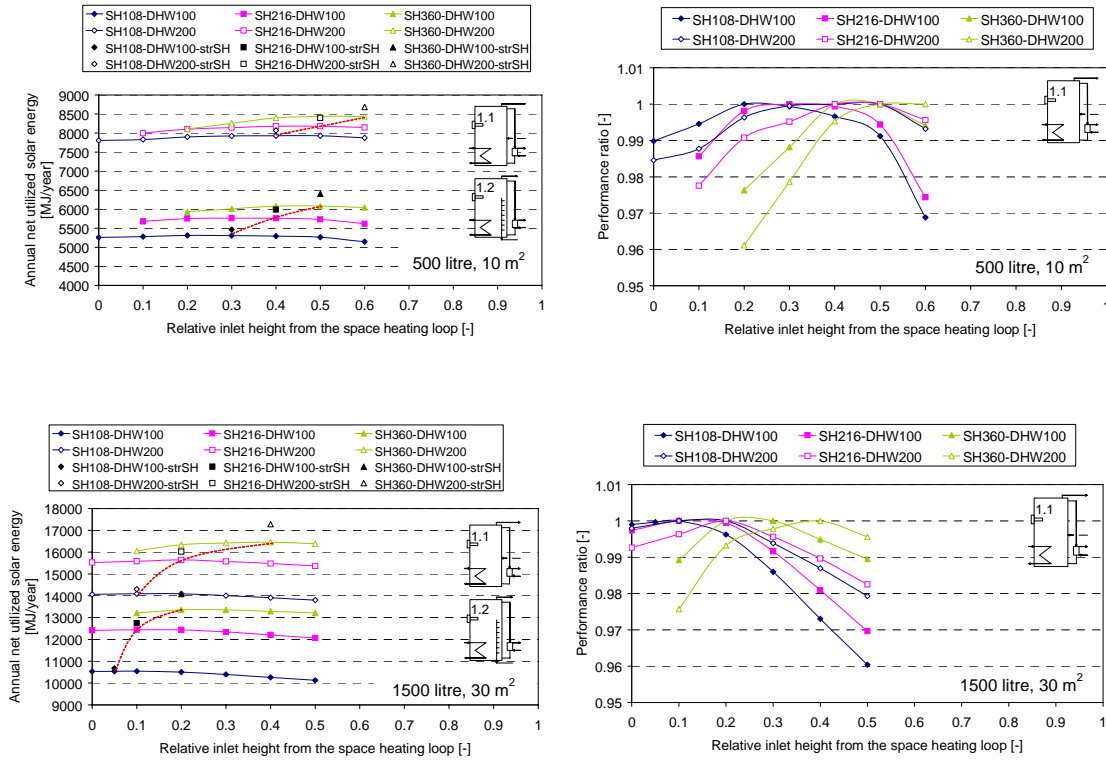 SH108-DHW100 SH216-DHW100 SH360-DHW100
SH108-DHW200 SH216-DHW200 SH360-DHW200
SH108-DHW100-strSH SH216-DHW100-strSH SH360-DHW100-strSH
SH108-DHW200-strSH SH216-DHW200-strSH SH360-DHW200-strSH
Annual net utilized solar energy
[MJ/year]
9000
8500
8000
7500
7000
6500
6000
5500
5000
4500
4000
1.1
1.2
500 litre, 10 m²
0 0.1 0.2 0.3 0.4 0.5 0.6 0.7 0.8 0.9 1
Relative inlet height from the space heating loop [-]
SH108-DHW100 SH216-DHW100 SH360-DHW100
SH108-DHW200 SH216-DHW200 SH360-DHW200
Performance ratio [-]
1.01
1
0.99
0.98
0.97
0.96
0.95
1.1
500 litre, 10 m²
0 0.1 0.2 0.3 0.4 0.5 0.6 0.7 0.8 0.9 1
Relative inlet height from the space heating loop [-]
SH108-DHW100 SH216-DHW100 SH360-DHW100
SH108-DHW200 SH216-DHW200 SH360-DHW200
SH108-DHW100-strSH SH216-DHW100-strSH SH360-DHW100-strSH
SH108-DHW200-strSH SH216-DHW200-strSH SH360-DHW200-strSH
Annual net utilized solar energy
[MJ/year]
18000
17000
16000
15000
14000
13000
12000
11000
10000
9000
1.1
1.2
1500 litre, 30 m²
0 0.1 0.2 0.3 0.4 0.5 0.6 0.7 0.8 0.9 1
Relative inlet height from the space heating loop [-]
SH108-DHW100 SH216-DHW100 SH360-DHW100
SH108-DHW200 SH216-DHW200 SH360-DHW200
Performance ratio [-]
1.01
1
0.99
0.98
0.97
0.96
0.95
1.1
1500 litre, 30 m²
0 0.1 0.2 0.3 0.4 0.5 0.6 0.7 0.8 0.9 1
Relative inlet height from the space heating loop [-]